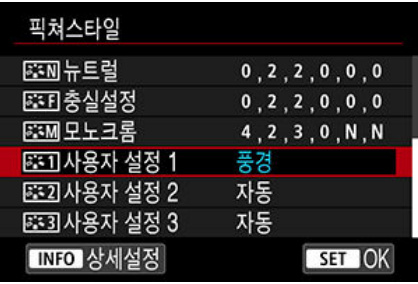 픽쳐스타일
N 뉴트럴 0,2,2,0,0,0
F 충실설정 0,2,2,0,0,0
M 모노크롬 4,2,3,0,N,N
1 사용자 설정 1 풍경
2 사용자 설정 2 자동
3 사용자 설정 3 자동
INFO 상세설정 SET OK